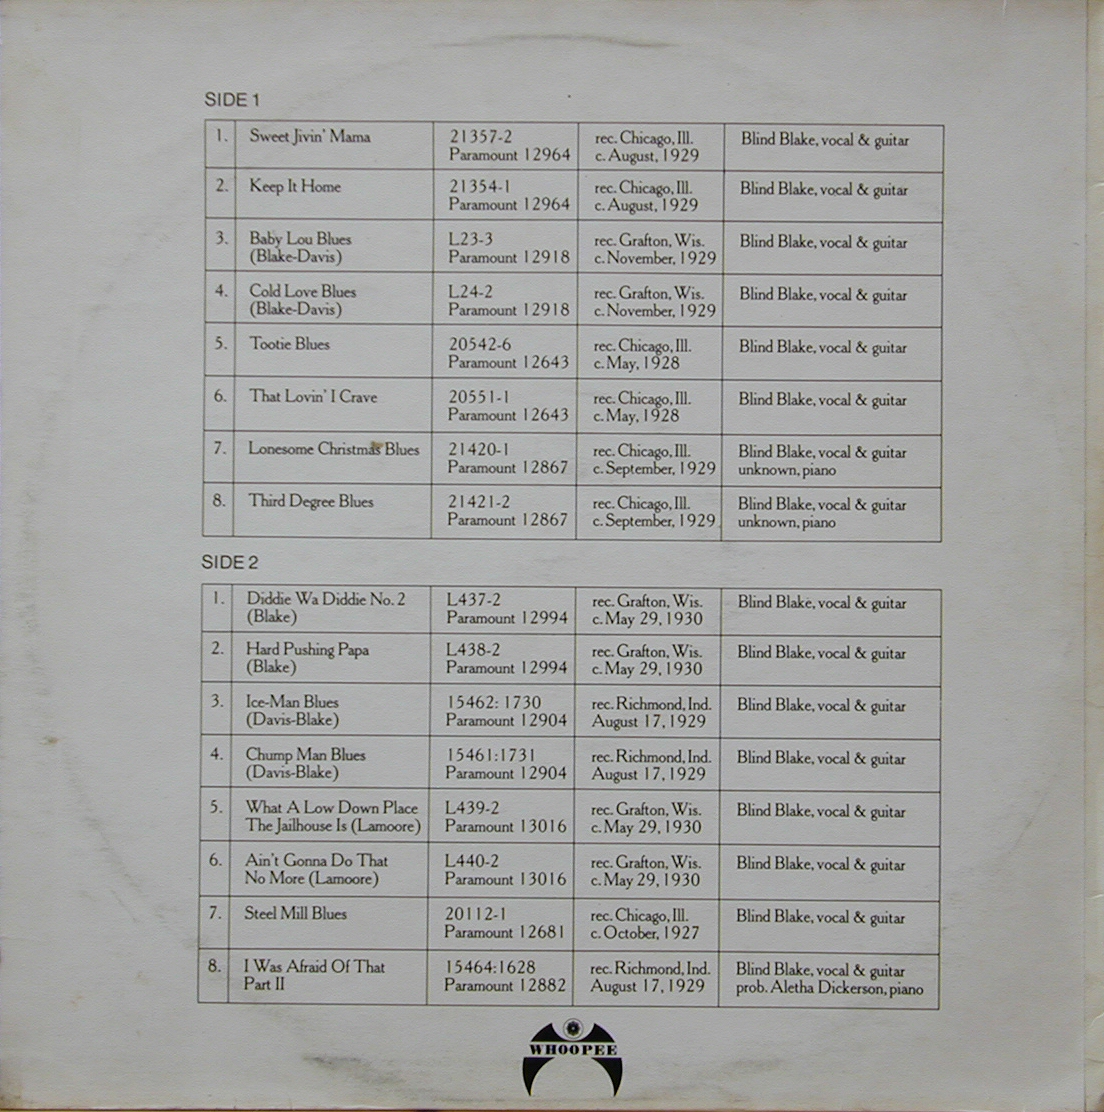 SIDE 1
1. Sweet Jivin' Mama 21357-2 rec. Chicago, Ill. Blind Blake, vocal & guitar
Paramount 12964 c. August, 1929
2. Keep It Home 21354-1 rec. Chicago, Ill. Blind Blake, vocal & guitar
Paramount 12964 c. August, 1929
3. Baby Lou Blues L23-3 rec. Grafton, Wis. Blind Blake, vocal & guitar
(Blake-Davis) Paramount 12918 c. November, 1929
4. Cold Love Blues L24-2 rec. Grafton, Wis. Blind Blake, vocal & guitar
(Blake-Davis) Paramount 12918 c. November, 1929
5. Tootie Blues 20542-6 rec. Chicago, Ill. Blind Blake, vocal & guitar
Paramount 12643 c. May, 1928
6. That Lovin' I Crave 20551-1 rec. Chicago, Ill. Blind Blake, vocal & guitar
Paramount 12643 c. May, 1928
7. Lonesome Christmas Blues 21420-1 rec. Chicago, Ill. Blind Blake, vocal & guitar
Paramount 12867 c. September, 1929 unknown, piano
8. Third Degree Blues 21421-2 rec. Chicago, Ill. Blind Blake, vocal & guitar
Paramount 12867 c. September, 1929 unknown, piano
SIDE 2
1. Diddie Wa Diddie No. 2 L437-2 rec. Grafton, Wis. Blind Blake, vocal & guitar
(Blake) Paramount 12994 c. May 29, 1930
2. Hard Pushing Papa L438-2 rec. Grafton, Wis. Blind Blake, vocal & guitar
(Blake) Paramount 12994 c. May 29, 1930
3. Ice-Man Blues 15462: 1730 rec. Richmond, Ind. Blind Blake, vocal & guitar
(Davis-Blake) Paramount 12904 August 17, 1929
4. Chump Man Blues 15461:1731 rec. Richmond, Ind. Blind Blake, vocal & guitar
(Davis-Blake) Paramount 12904 August 17, 1929
5. What A Low Down Place L439-2 rec. Grafton, Wis. Blind Blake, vocal & guitar
The Jailhouse Is (Lamoore) Paramount 13016 c. May 29, 1930
6. Ain't Gonna Do That L440-2 rec. Grafton, Wis. Blind Blake, vocal & guitar
No More (Lamoore) Paramount 13016 c. May 29, 1930
7. Steel Mill Blues 20112-1 rec. Chicago, Ill. Blind Blake, vocal & guitar
Paramount 12681 c. October, 1927
8. I Was Afraid Of That 15464:1628 rec. Richmond, Ind. Blind Blake, vocal & guitar
Part II Paramount 12882 August 17, 1929 prob. Aletha Dickerson, piano
WHOOPEE